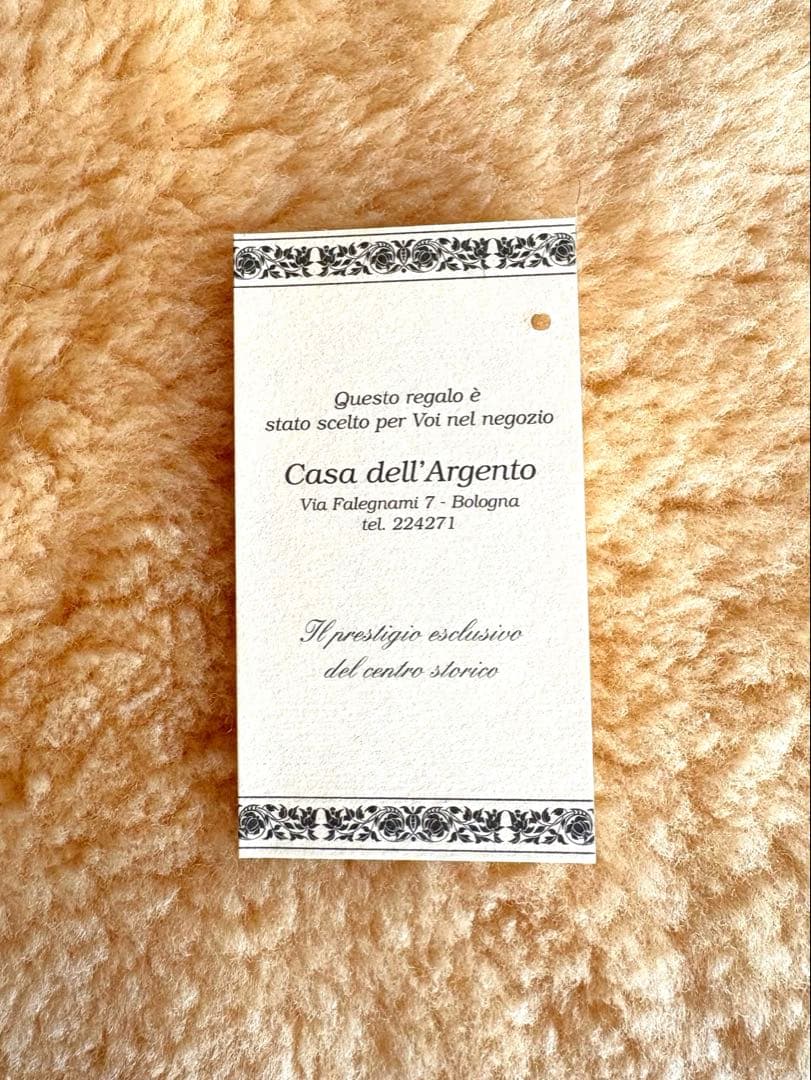 Questo regalo è
stato scelto per Voi nel negozio
Casa dell'Argento
Via Falegnami 7 - Bologna
tel. 224271
Il prestigio esclusivo
del centro storico